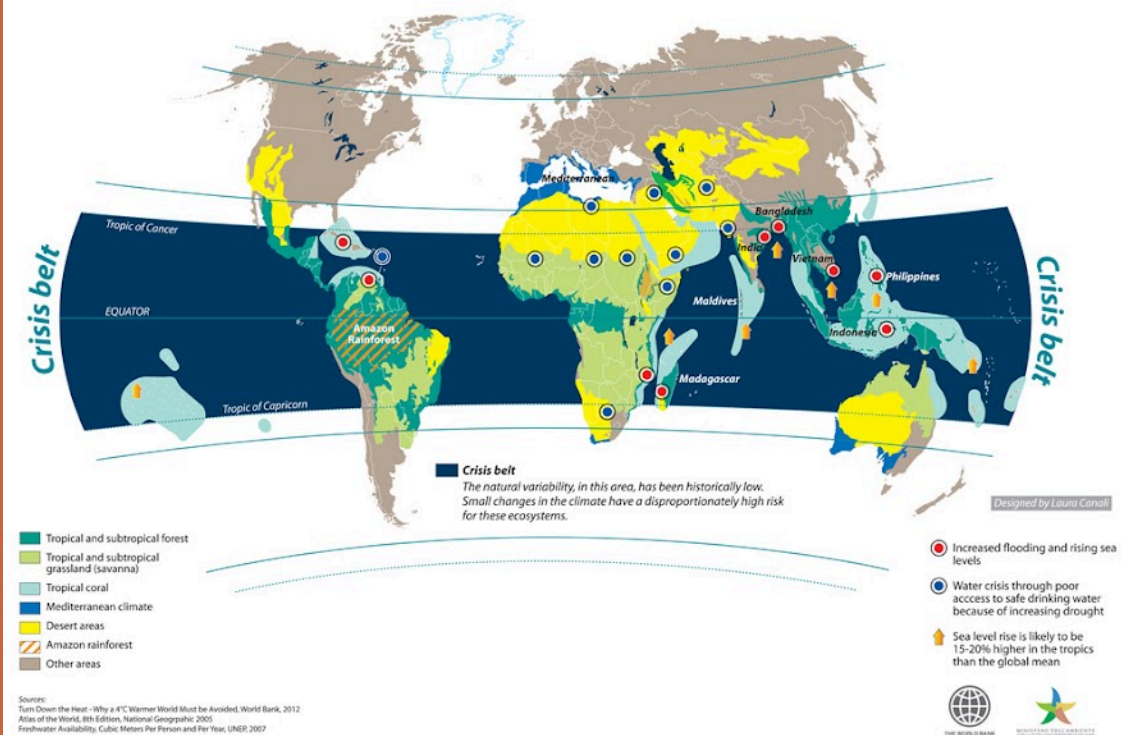 Mediterranean
Bangladesh
Tropic of Cancer
India
Vietnam
Philippines
Crisis belt
Crisis belt
Maldives
EQUATOR
Amazon
Rainforest
Indonesia
Madagascar
Tropic of Capricorn
Crisis belt
The natural variability, in this area, has been historically low.
Small changes in the climate have a disproportionately high risk
for these ecosystems.
Designed by Laura Canali
Tropical and subtropical forest
Tropical and subtropical
grassland (savanna)
Tropical coral
Mediterranean climate
Desert areas
Amazon rainforest
Other areas
Increased flooding and rising sea
levels
Water crisis through poor
acccess to safe drinking water
because of increasing drought
Sea level rise is likely to be
15-20% higher in the tropics
than the global mean
Sources:
Turn Down the Heat - Why a 4°C Warmer World Must be Avoided, World Bank, 2012
Atlas of the World, 8th Edition, National Geogrpahic 2005
Freshwater Availability, Cubic Meters Per Person and Per Year, UNEP, 2007
THE WORLD BANK
MINISTERO DELL'AMBIENTE